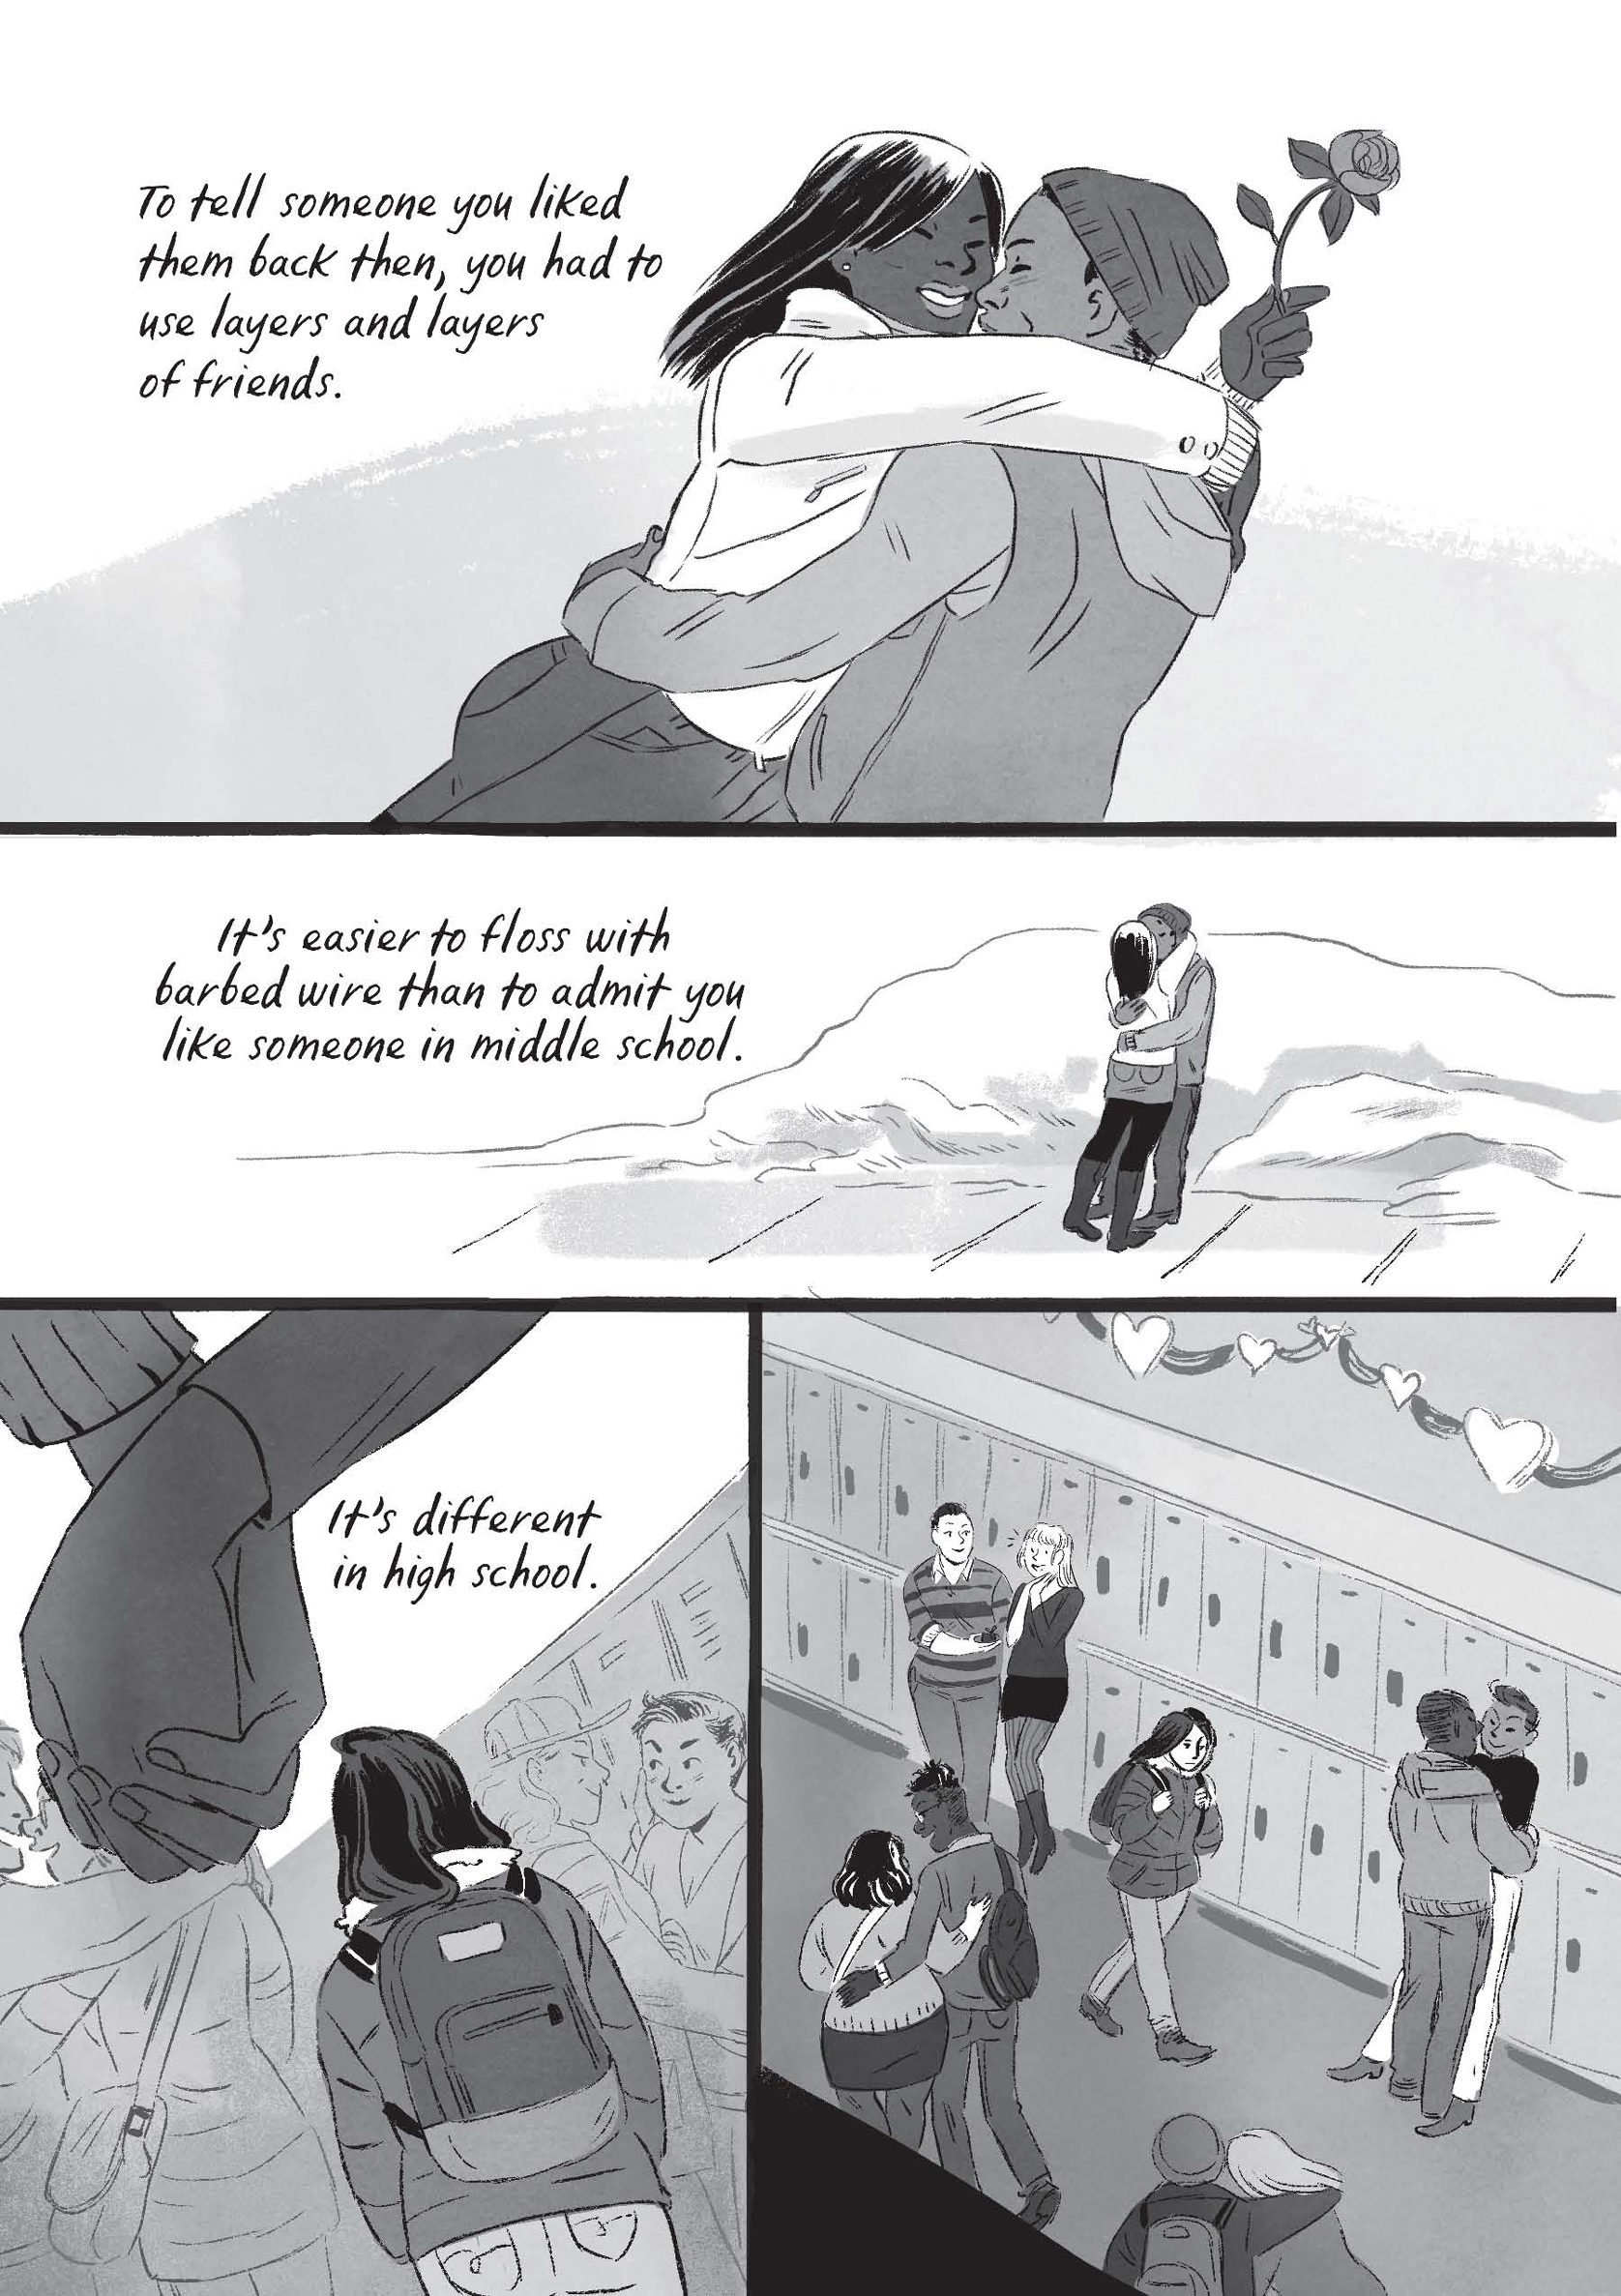 To tell someone you liked
them back then, you had to
use layers and layers
of friends.
It's easier to floss with
barbed wire than to admit you
like someone in middle school.
It's different
in high school.